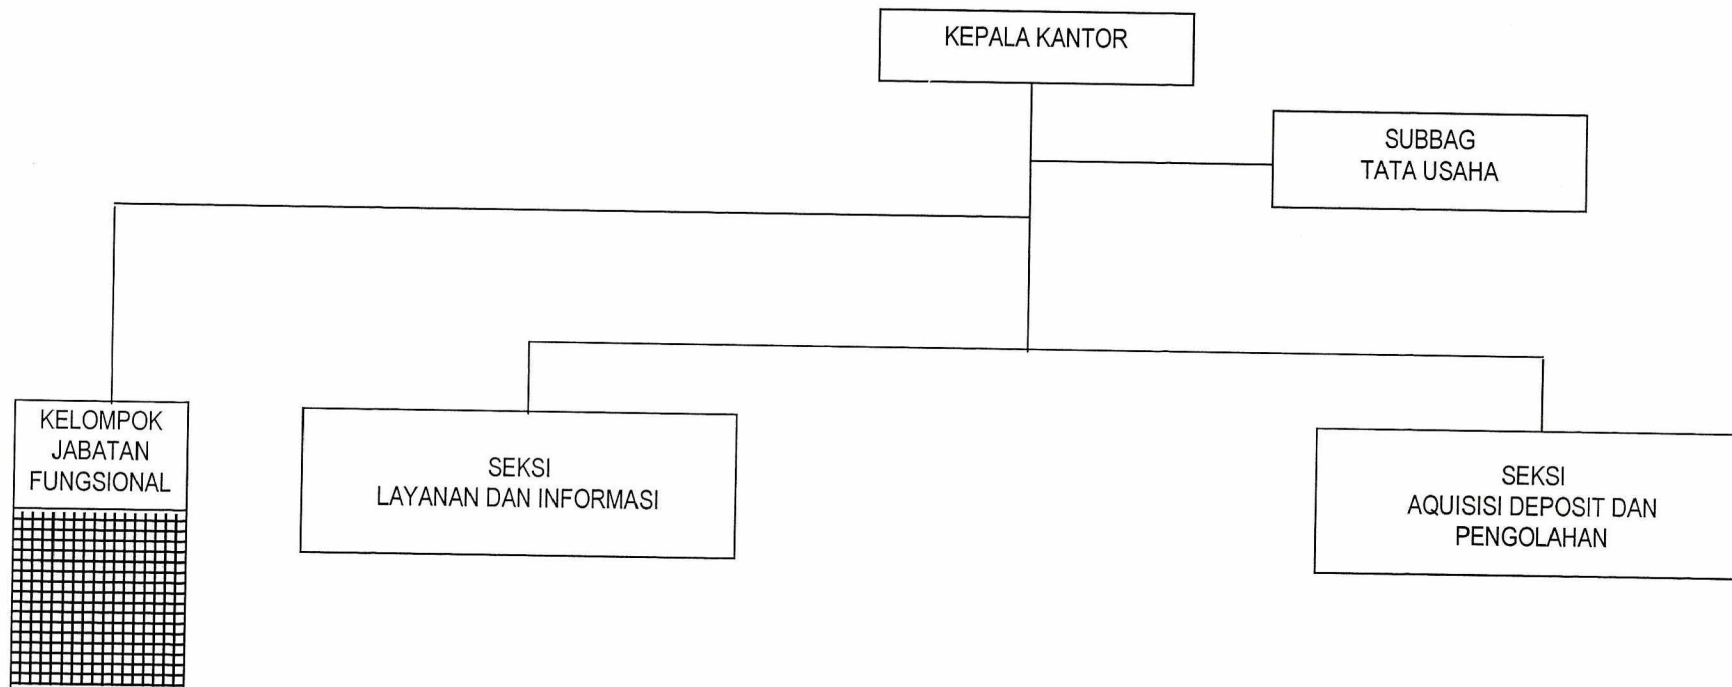 KEPALA KANTOR
SUBBAG
TATA USAHA
KELOMPOK
JABATAN
FUNGSIONAL
SEKSI
LAYANAN DAN INFORMASI
SEKSI
AQUISISI DEPOSIT DAN
PENGOLAHAN